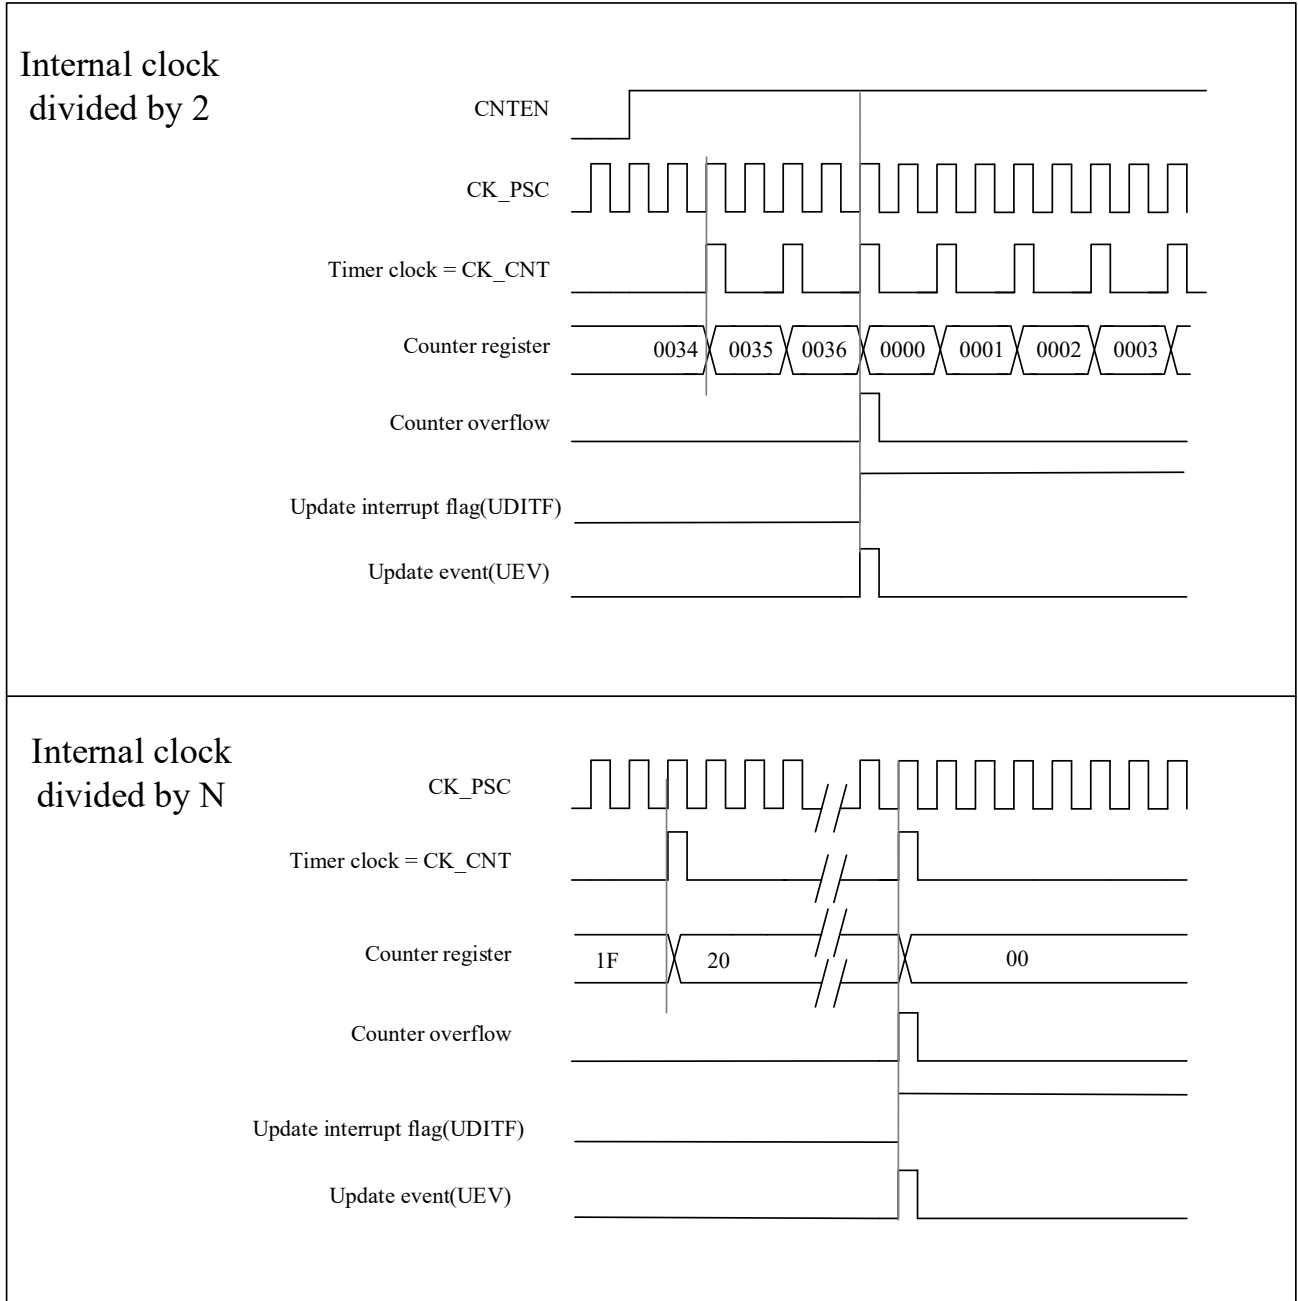 Internal clock
divided by 2
CNTEN
CK_PSC
Timer clock = CK_CNT
Counter register
0034 0035 0036 0000 0001 0002 0003
Counter overflow
Update interrupt flag(UDITF)
Update event(UEV)
Internal clock
divided by N
CK_PSC
Timer clock = CK_CNT
Counter register
1F 20 00
Counter overflow
Update interrupt flag(UDITF)
Update event(UEV)